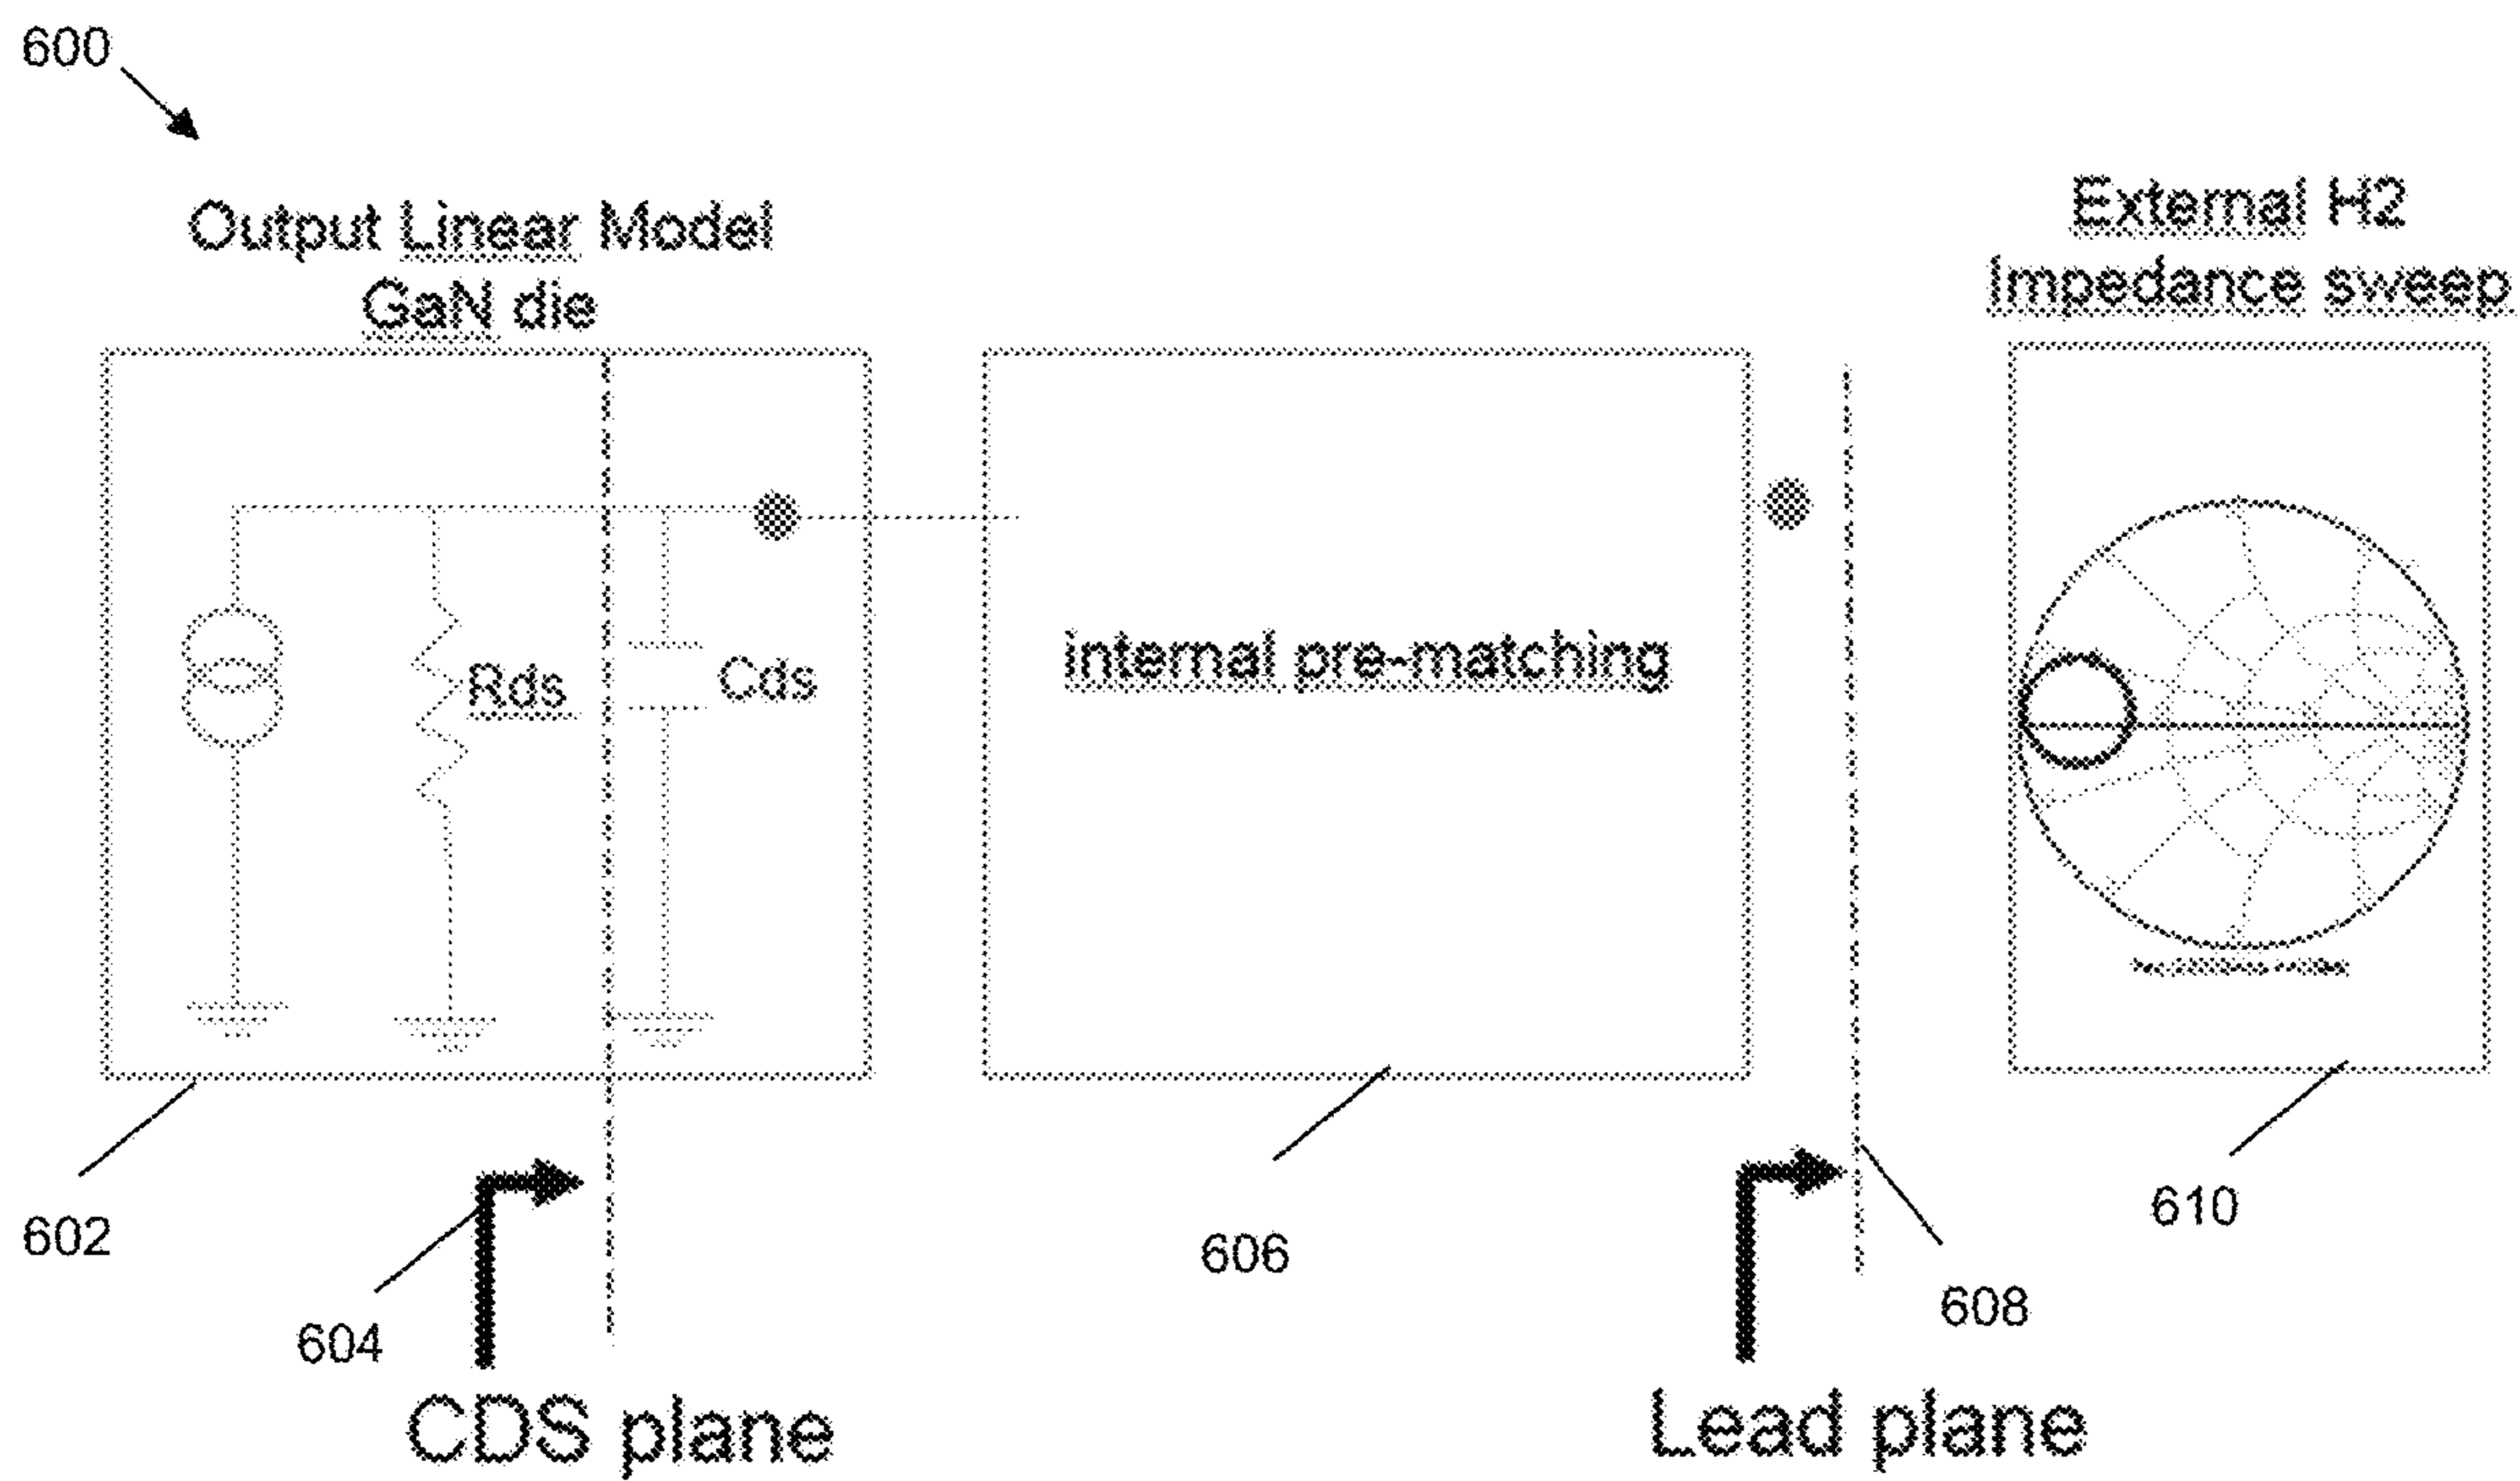 600
Output Linear Model
GaN die
External H2
Impedance sweep
Rds
Cds
internal pre-matching
602
604
606
608
610
CDS plane
Lead plane